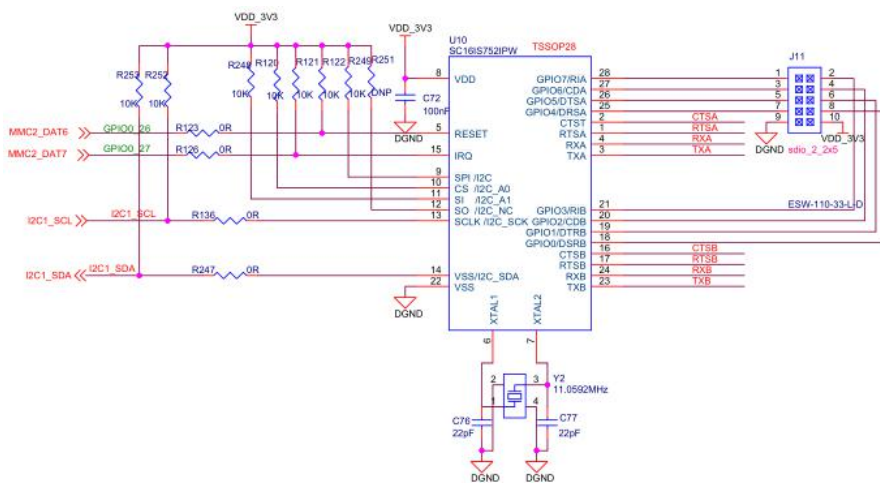 VDD_3V3
VDD_3V3
U10
SC16IS752IPW
TSSOP28
R253
10K
R252
10K
10K
R120
10K
R121
10K
R122
10K
R249
10K
R251
DNP
C72
100nF
DGND
8
VDD
MMC2_DAT6
GPIO0_26
R123
0R
5
RESET
MMC2_DAT7
GPIO0_27
R126
0R
15
IRQ
9
SPI /I2C
10
CS /I2C_A0
11
SI /I2C_A1
12
SO /I2C_NC
I2C1_SCL
I2C1_SCL
R136
0R
13
SCLK /I2C_SCK
I2C1_SDA
I2C1_SDA
R247
0R
14
VSS/I2C_SDA
22
VSS
DGND
GPIO7/RIA
28
GPIO6/CDA
27
GPIO5/DTSA
26
GPIO4/DRSA
25
CTST
2
CTSA
RTSA
1
RTSA
RXA
4
RXA
TXA
3
TXA
GPIO3/RIB
21
GPIO2/CDB
20
GPIO1/DTRB
19
GPIO0/DSRB
18
CTSB
16
CTSB
RTSB
17
RTSB
RXB
24
RXB
TXB
23
TXB
J11
1
2
3
4
5
6
7
8
9
10
DGND
VDD_3V3
sdio_2_2x5
ESW-110-33-L-D
XTAL1
XTAL2
6
7
2
3
1
4
Y2
11.0592MHz
C76
22pF
C77
22pF
DGND
DGND